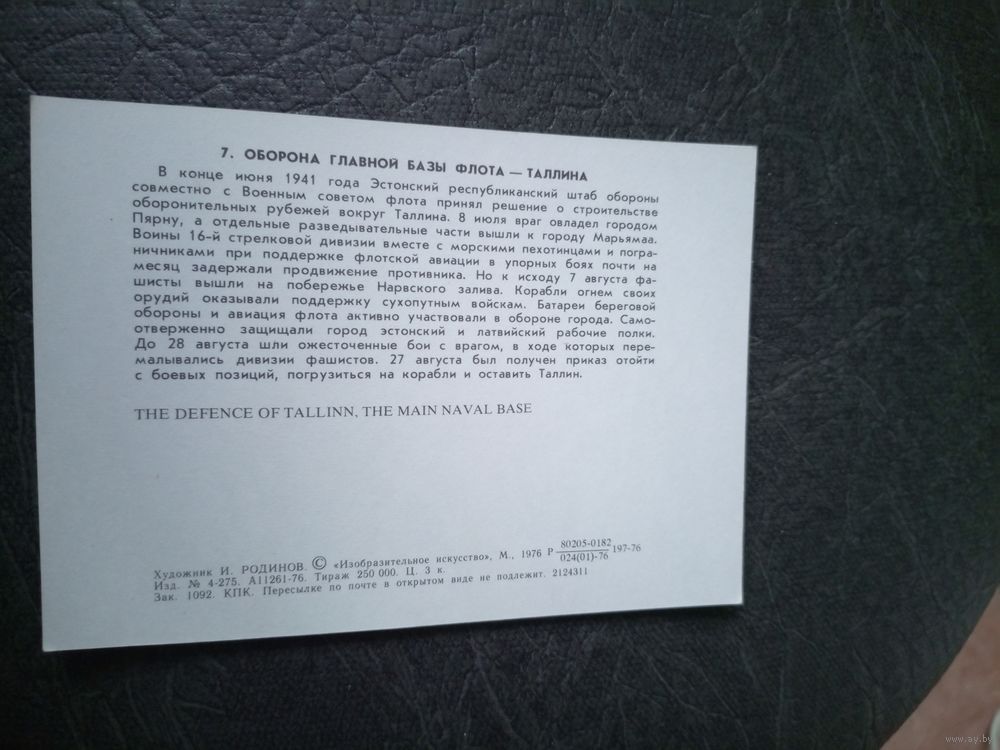 7. ОБОРОНА ГЛАВНОЙ БАЗЫ ФЛОТА — ТАЛЛИНА
В конце июня 1941 года Эстонский республиканский штаб обороны
совместно с Военным советом флота принял решение о строительстве
оборонительных рубежей вокруг Таллина. 8 июля враг овладел городом
Пярну, а отдельные разведывательные части вышли к городу Марьямаа.
Воины 16-й стрелковой дивизии вместе с морскими пехотинцами и погра-
ничниками при поддержке флотской авиации в упорных боях почти на
месяц задержали продвижение противника. Но к исходу 7 августа фа-
шисты вышли на побережье Нарвского залива. Корабли огнем своих
орудий оказывали поддержку сухопутным войскам. Батареи береговой
обороны и авиация флота активно участвовали в обороне города. Само-
отверженно защищали город эстонский и латвийский рабочие полки.
До 28 августа шли ожесточенные бои с врагом, в ходе которых пере-
малывались дивизии фашистов. 27 августа был получен приказ отойти
с боевых позиций, погрузиться на корабли и оставить Таллин.
THE DEFENCE OF TALLINN, THE MAIN NAVAL BASE
Художник И. РОДИНОВ. © «Изобразительное искусство», М., 1976 Р 80205-0182 / 024(01)-76 197-76
Изд. № 4-275. А11261-76. Тираж 250 000. Ц. 3 к.
Зак. 1092. КПК. Пересылке по почте в открытом виде не подлежит. 2124311
www.ay.by